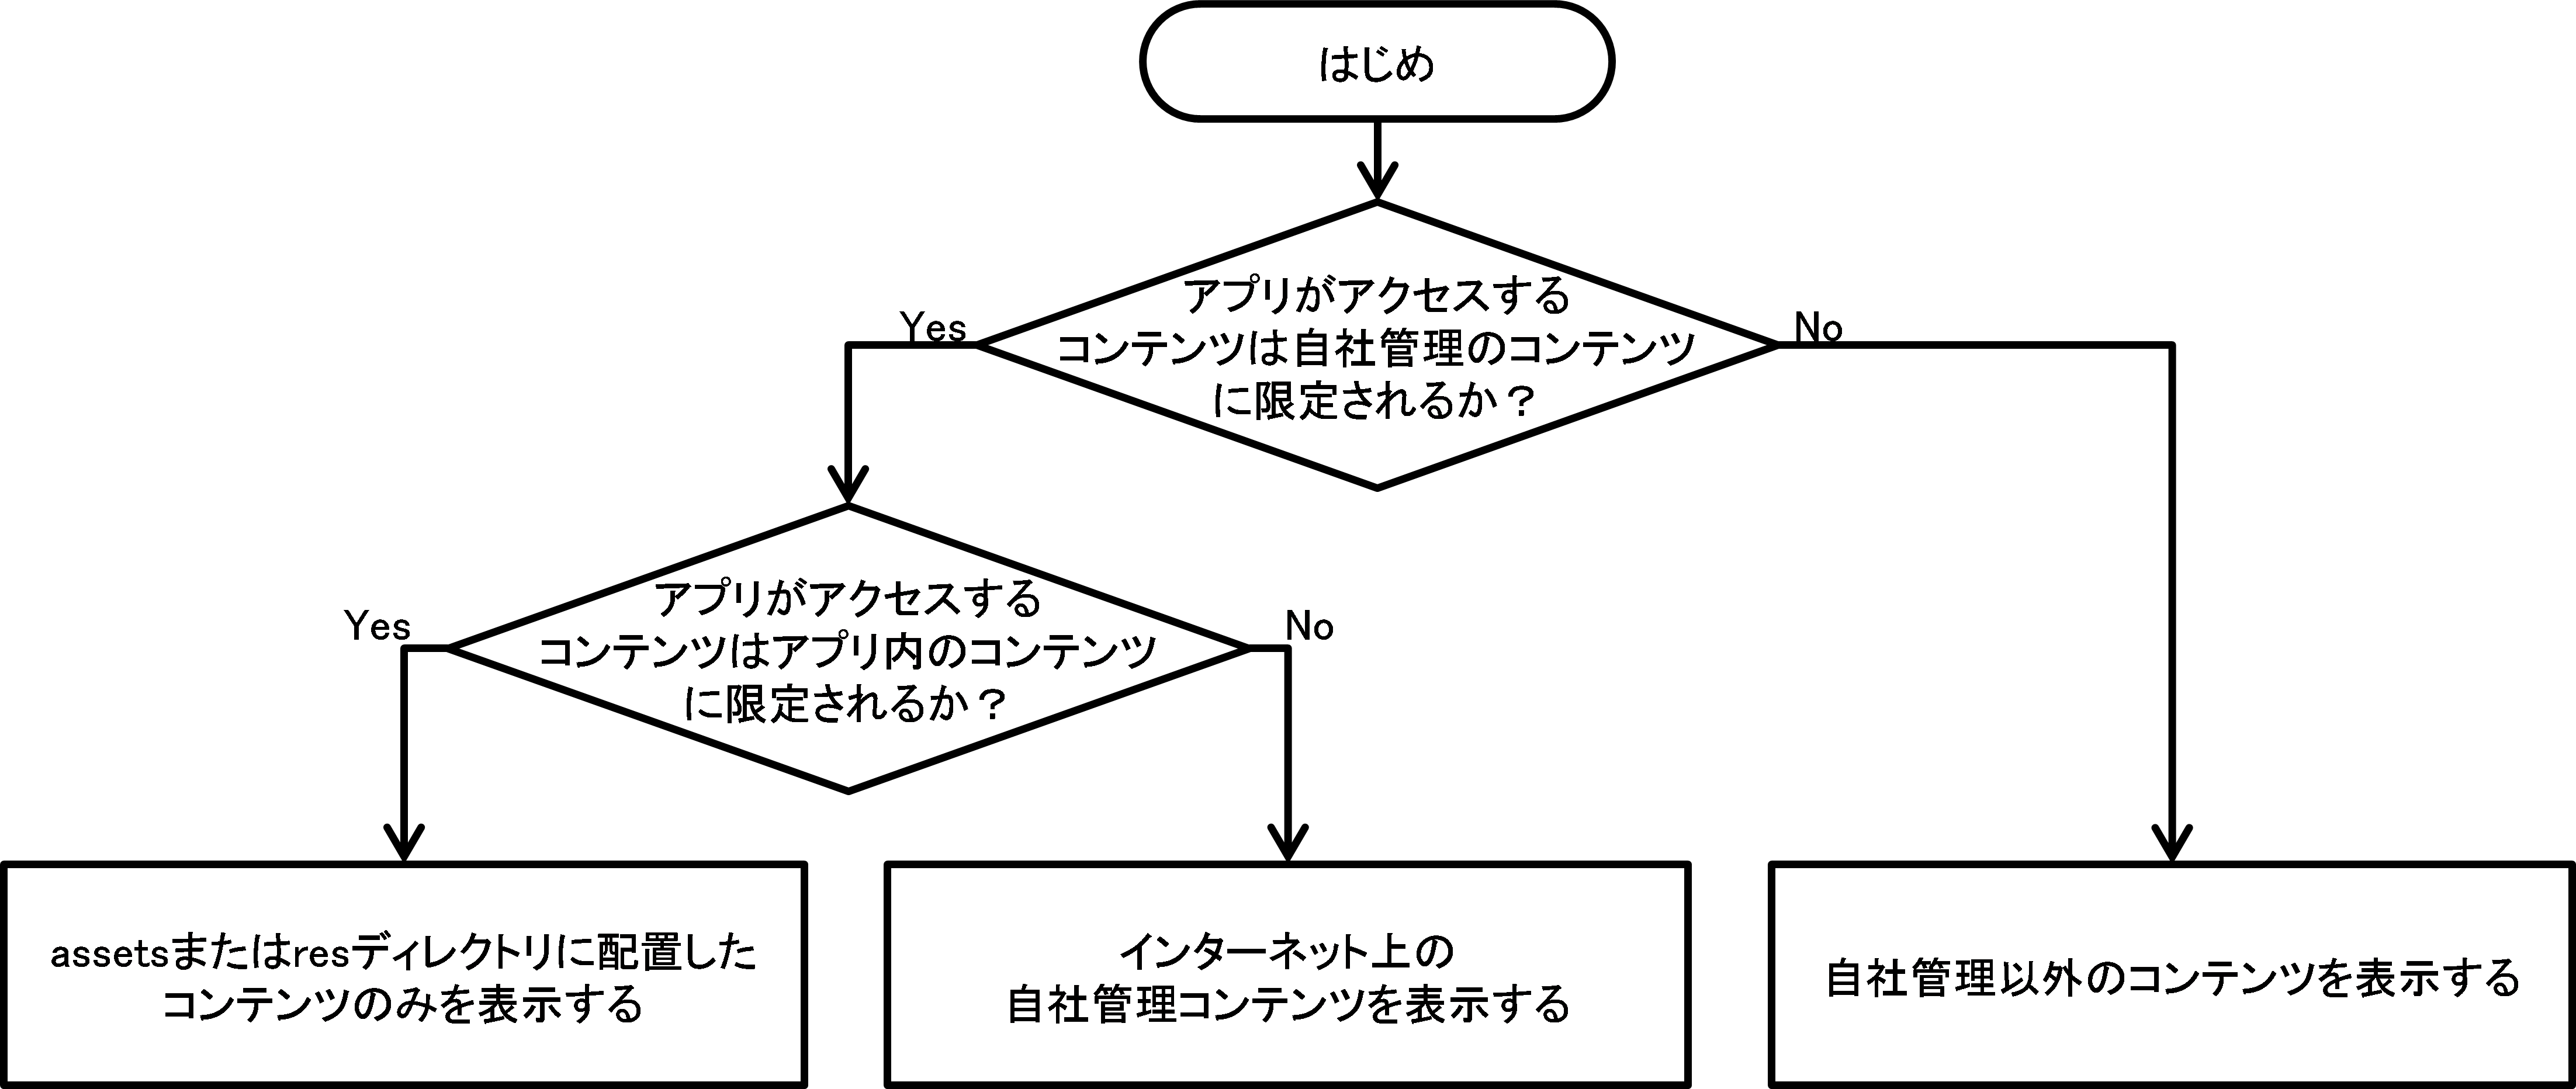 はじめ
アプリがアクセスする
コンテンツは自社管理のコンテンツ
に限定されるか？
Yes
No
アプリがアクセスする
コンテンツはアプリ内のコンテンツ
に限定されるか？
Yes
No
assetsまたはresディレクトリに配置した
コンテンツのみを表示する
インターネット上の
自社管理コンテンツを表示する
自社管理以外のコンテンツを表示する